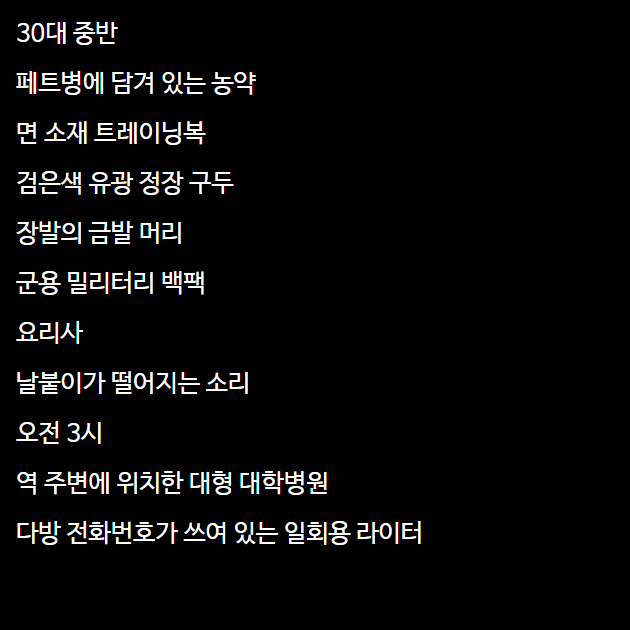 30대 중반
페트병에 담겨 있는 농약
면 소재 트레이닝복
검은색 유광 정장 구두
장발의 금발 머리
군용 밀리터리 백팩
요리사
날붙이가 떨어지는 소리
오전 3시
역 주변에 위치한 대형 대학병원
다방 전화번호가 쓰여 있는 일회용 라이터